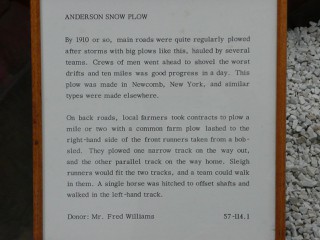 ANDERSON SNOW PLOW
By 1910 or so, main roads were quite regularly plowed
after storms with big plows like this, hauled by several
teams. Crews of men went ahead to shovel the worst
drifts and ten miles was good progress in a day. This
plow was made in Newcomb, New York, and similar
types were made elsewhere.
On back roads, local farmers took contracts to plow a
mile or two with a common farm plow lashed to the
right-hand side of the front runners taken from a bob-
sled. They plowed one narrow track on the way out,
and the other parallel track on the way home. Sleigh
runners would fit the two tracks, and a team could walk
in them. A single horse was hitched to offset shafts and
walked in the left-hand track.
Donor: Mr. Fred Williams 57-114.1